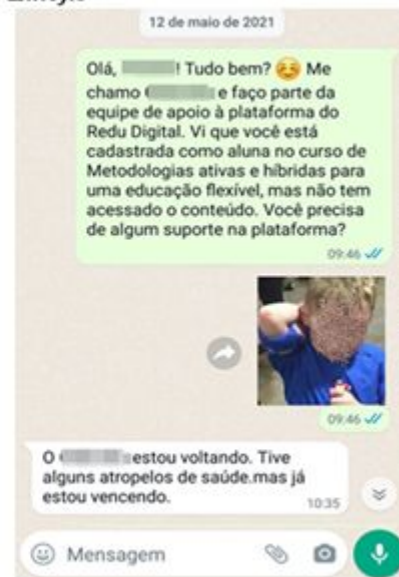 12 de maio de 2021
Olá, ! Tudo bem? ☺️ Me
chamo e faço parte da
equipe de apoio à plataforma do
Redu Digital. Vi que você está
cadastrada como aluna no curso de
Metodologias ativas e híbridas para
uma educação flexível, mas não tem
acessado o conteúdo. Você precisa
de algum suporte na plataforma?
09:46
09:46
O estou voltando. Tive
alguns atropelos de saúde.mas já
estou vencendo.
10:35
Mensagem